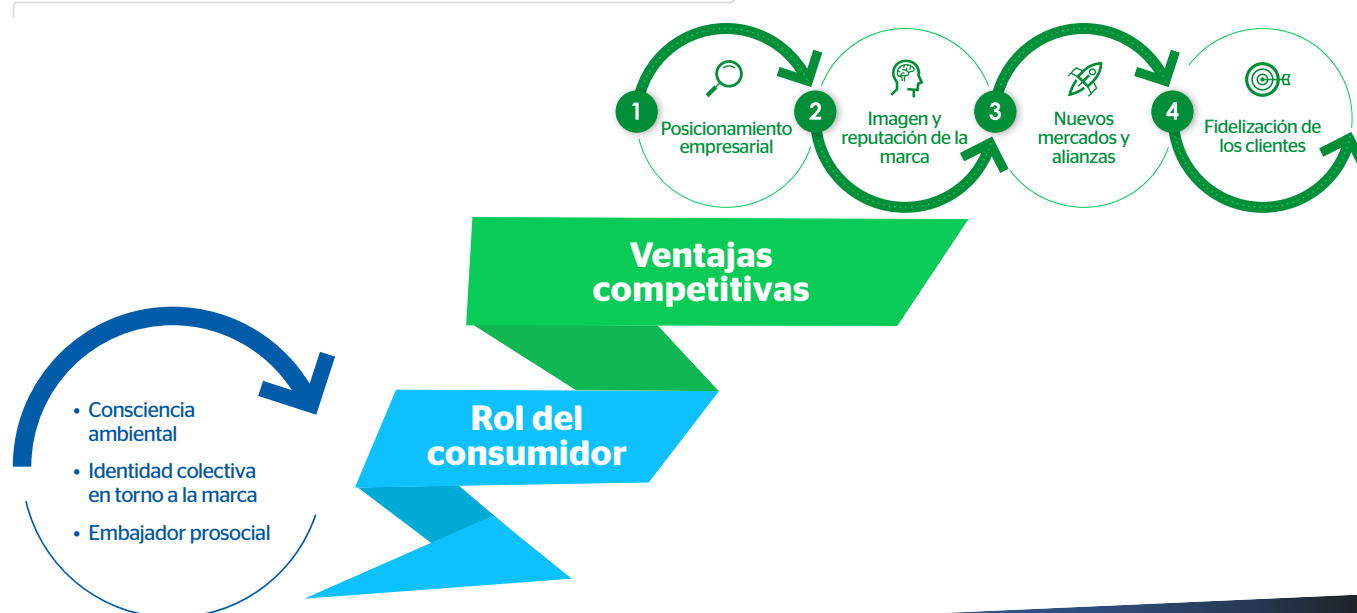 1
Posicionamiento
empresarial
2
Imagen y
reputación de la
marca
3
Nuevos
mercados y
alianzas
4
Fidelización de
los clientes
Ventajas
competitivas
Rol del
consumidor
• Consciencia
ambiental
• Identidad colectiva
en torno a la marca
• Embajador prosocial